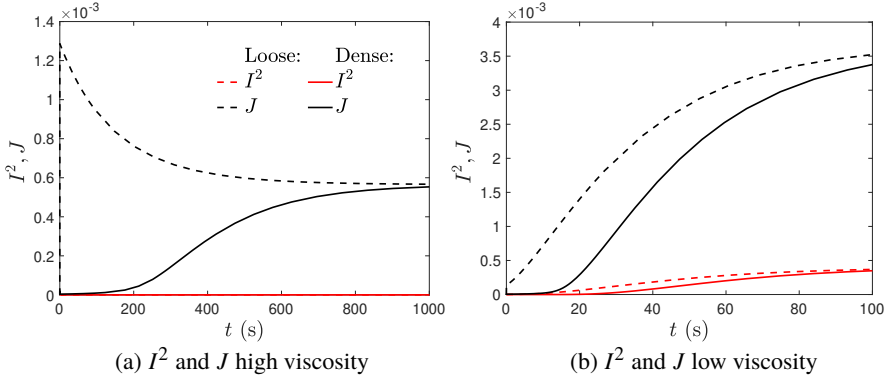 ×10⁻³
1.4
1.2
1
0.8
0.6
0.4
0.2
0
I², J
Loose: Dense:
I² I²
J J
0 200 400 600 800 1000
t (s)
(a) I² and J high viscosity
×10⁻³
4
3.5
3
2.5
2
1.5
1
0.5
0
I², J
0 20 40 60 80 100
t (s)
(b) I² and J low viscosity